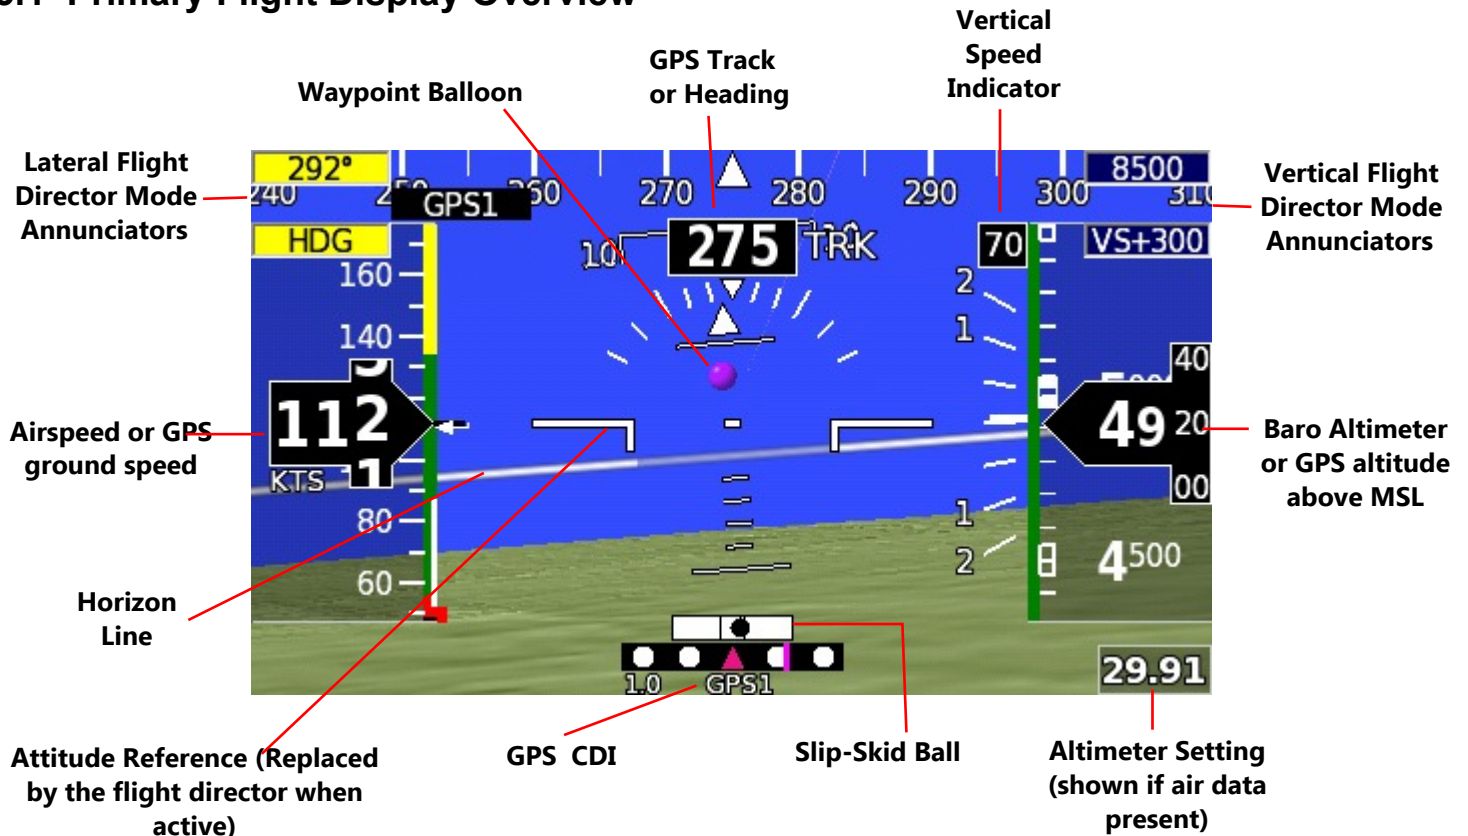 Primary Flight Display Overview
Vertical
Speed
Indicator
GPS Track
or Heading
Waypoint Balloon
Lateral Flight
Director Mode
Annunciators
Vertical Flight
Director Mode
Annunciators
292°
8500
240
260
270
280
290
300
310
GPS1
HDG
275
TRK
70
VS+300
10
160
140
2
1
112
KTS
80
60
49
40
20
00
1
2
4500
Airspeed or GPS
ground speed
Baro Altimeter
or GPS altitude
above MSL
Horizon
Line
1.0
GPS1
29.91
Attitude Reference (Replaced
by the flight director when
active)
GPS CDI
Slip-Skid Ball
Altimeter Setting
(shown if air data
present)